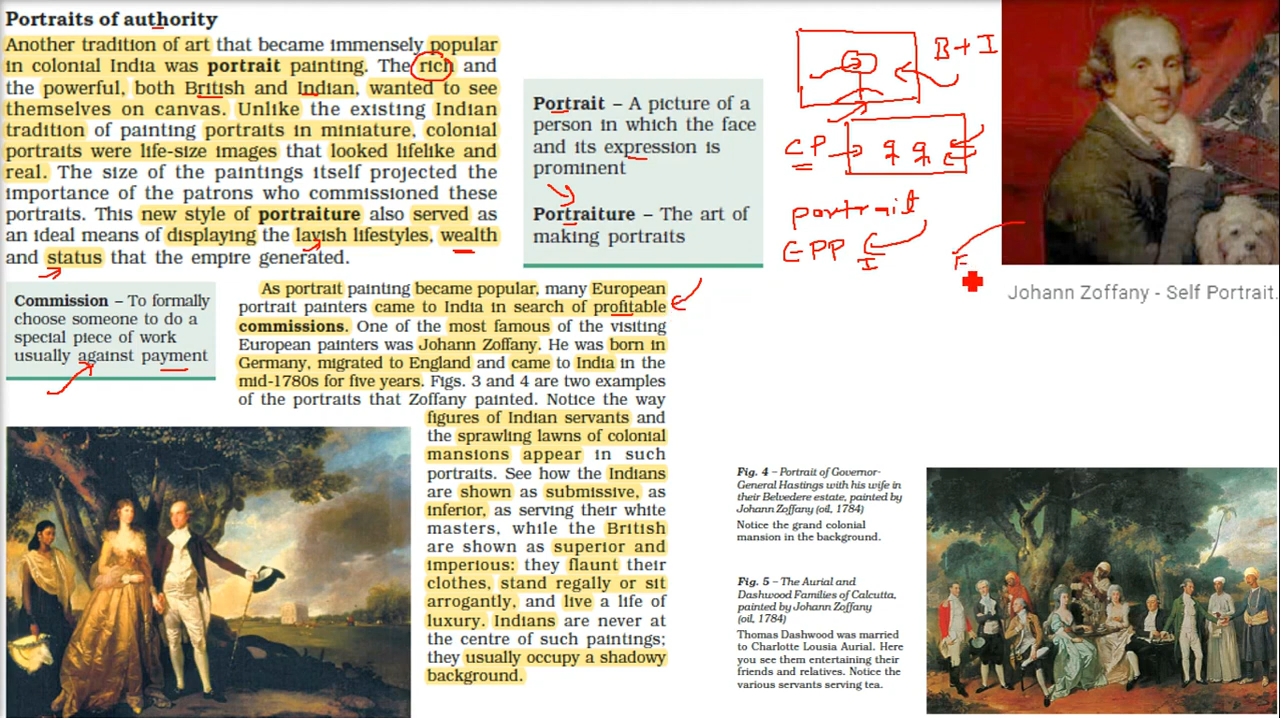 Portraits of authority
Another tradition of art that became immensely popular
in colonial India was portrait painting. The rich and
the powerful, both British and Indian, wanted to see
themselves on canvas. Unlike the existing Indian
tradition of painting portraits in miniature, colonial
portraits were life-size images that looked lifelike and
real. The size of the paintings itself projected the
importance of the patrons who commissioned these
portraits. This new style of portraiture also served as
an ideal means of displaying the lavish lifestyles, wealth
and status that the empire generated.
Portrait – A picture of a
person in which the face
and its expression is
prominent
Portraiture – The art of
making portraits
B + I
CP
portrait
EPP
I
F
Johann Zoffany - Self Portrait.
Commission – To formally
choose someone to do a
special piece of work
usually against payment
As portrait painting became popular, many European
portrait painters came to India in search of profitable
commissions. One of the most famous of the visiting
European painters was Johann Zoffany. He was born in
Germany, migrated to England and came to India in the
mid-1780s for five years. Figs. 3 and 4 are two examples
of the portraits that Zoffany painted. Notice the way
figures of Indian servants and
the sprawling lawns of colonial
mansions appear in such
portraits. See how the Indians
are shown as submissive, as
inferior, as serving their white
masters, while the British
are shown as superior and
imperious: they flaunt their
clothes, stand regally or sit
arrogantly, and live a life of
luxury. Indians are never at
the centre of such paintings;
they usually occupy a shadowy
background.
Fig. 4 – Portrait of Governor-
General Hastings with his wife in
their Belvedere estate, painted by
Johann Zoffany (oil, 1784)
Notice the grand colonial
mansion in the background.
Fig. 5 – The Aurial and
Dashwood Families of Calcutta,
painted by Johann Zoffany
(oil, 1784)
Thomas Dashwood was married
to Charlotte Lousia Aurial. Here
you see them entertaining their
friends and relatives. Notice the
various servants serving tea.